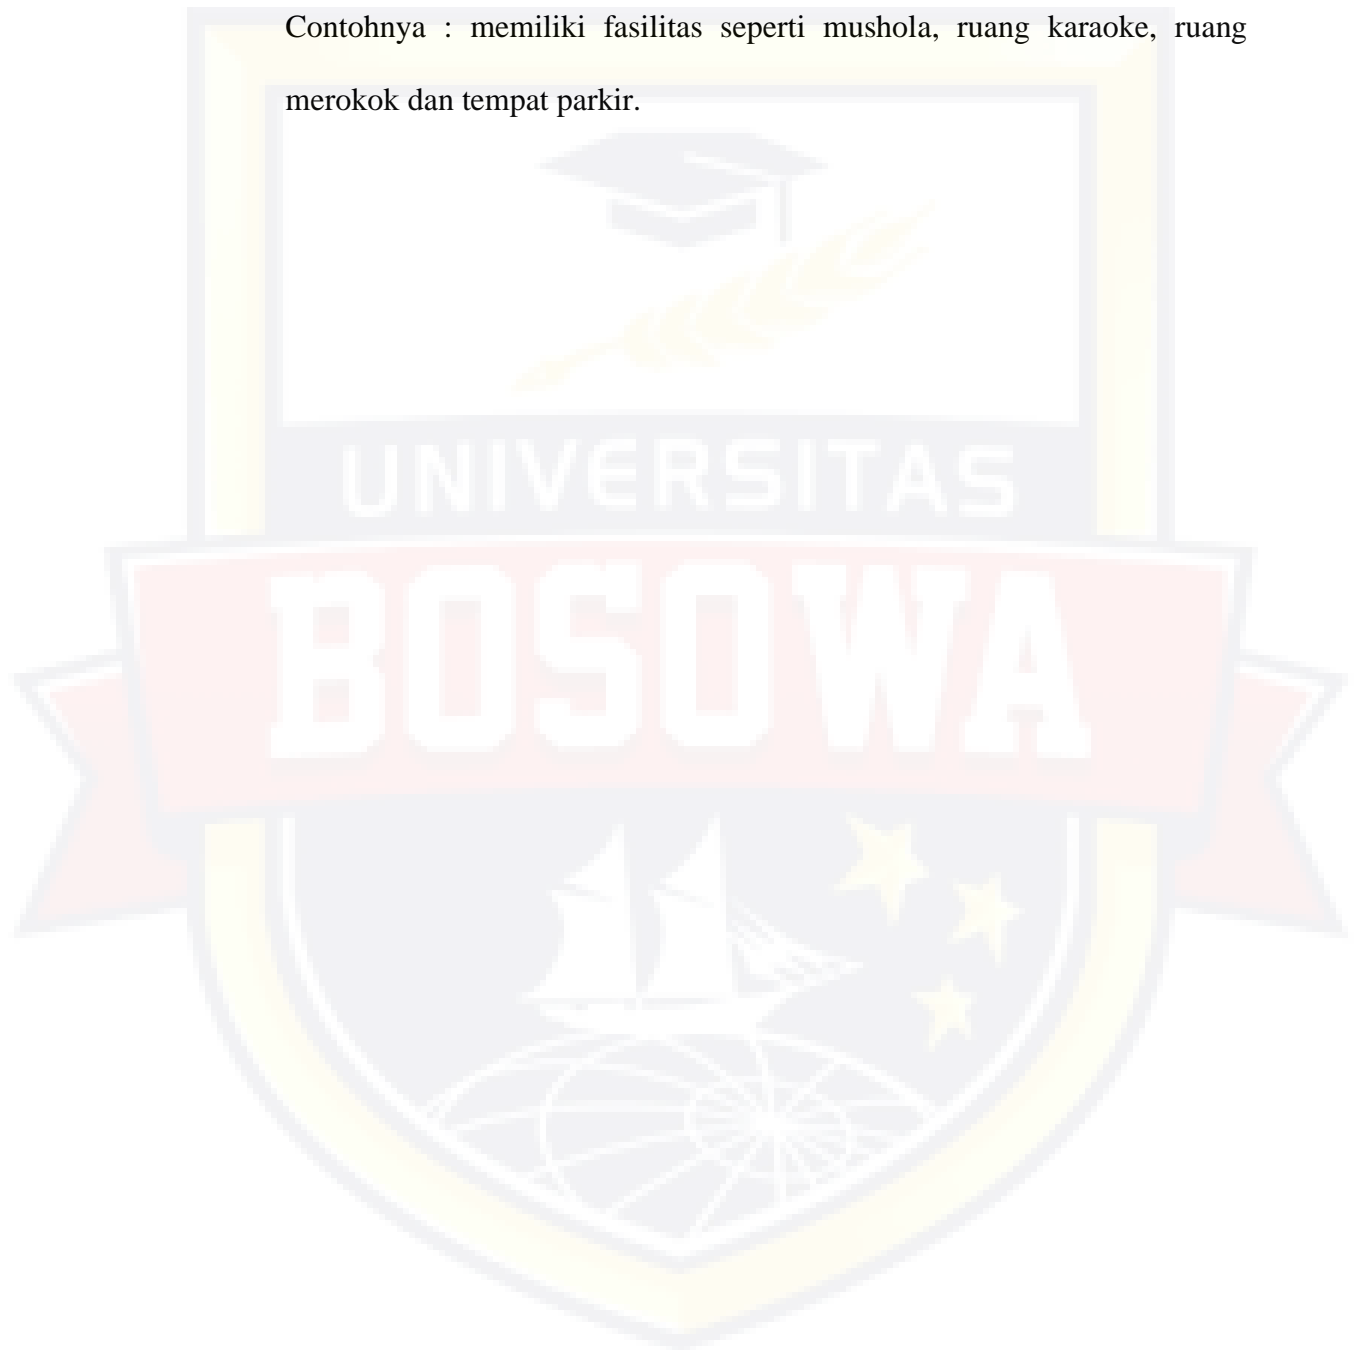 Contohnya : memiliki fasilitas seperti mushola, ruang karaoke, ruang
merokok dan tempat parkir.
UNIVERSITAS
BOSOWA